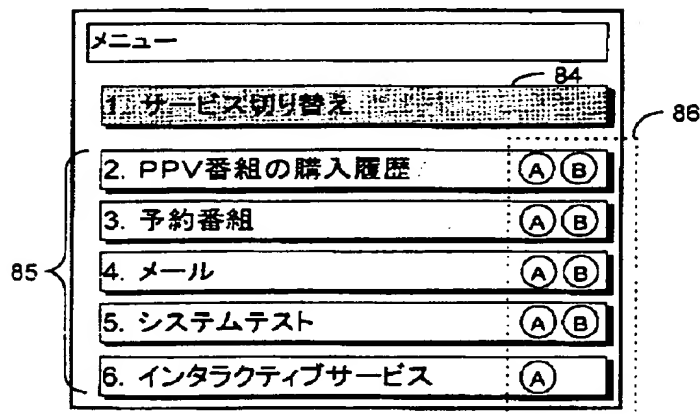 メニュー
84
1. サービス切り替え
86
2. PPV番組の購入履歴 A B
3. 予約番組 A B
85
4. メール A B
5. システムテスト A B
6. インタラクティブサービス A